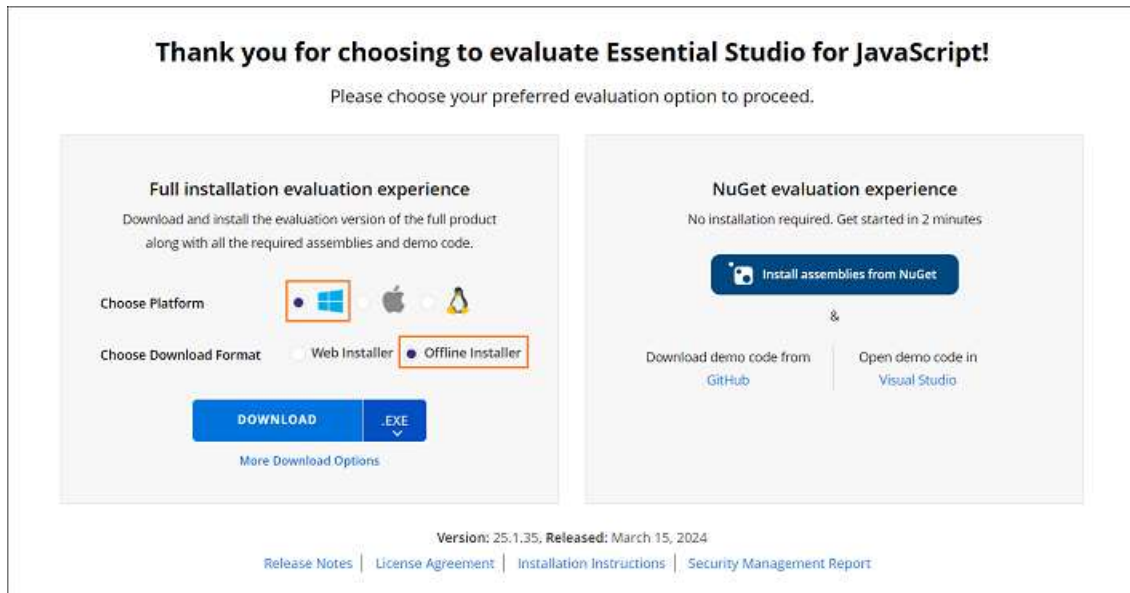 Thank you for choosing to evaluate Essential Studio for JavaScript!
Please choose your preferred evaluation option to proceed.
Full installation evaluation experience
Download and install the evaluation version of the full product
along with all the required assemblies and demo code.
Choose Platform
Choose Download Format
Web Installer
Offline Installer
DOWNLOAD
.EXE
More Download Options
NuGet evaluation experience
No installation required. Get started in 2 minutes
Install assemblies from NuGet
&
Download demo code from
GitHub
Open demo code in
Visual Studio
Version: 25.1.35, Released: March 15, 2024
Release Notes | License Agreement | Installation Instructions | Security Management Report